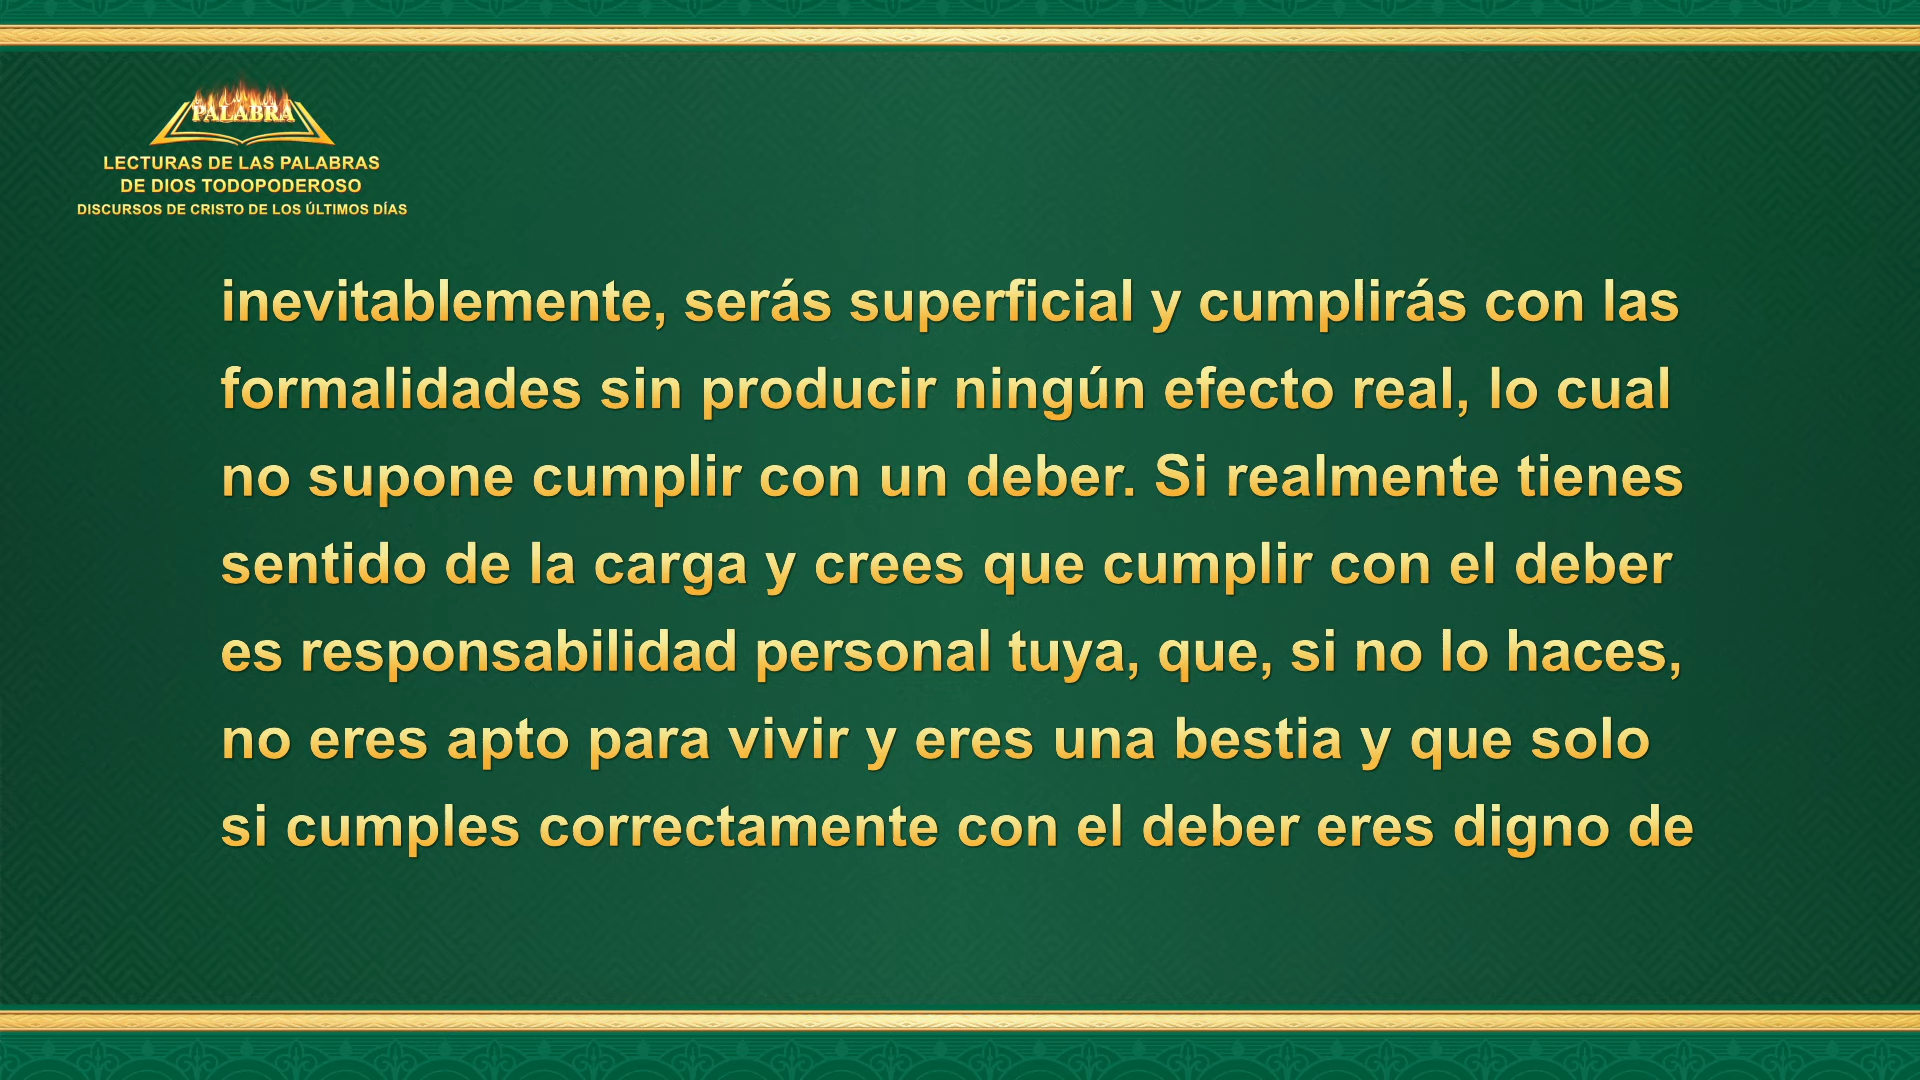 PALABRA
LECTURAS DE LAS PALABRAS
DE DIOS TODOPODEROSO
DISCURSOS DE CRISTO DE LOS ÚLTIMOS DÍAS
inevitablemente, serás superficial y cumplirás con las
formalidades sin producir ningún efecto real, lo cual
no supone cumplir con un deber. Si realmente tienes
sentido de la carga y crees que cumplir con el deber
es responsabilidad personal tuya, que, si no lo haces,
no eres apto para vivir y eres una bestia y que solo
si cumples correctamente con el deber eres digno de